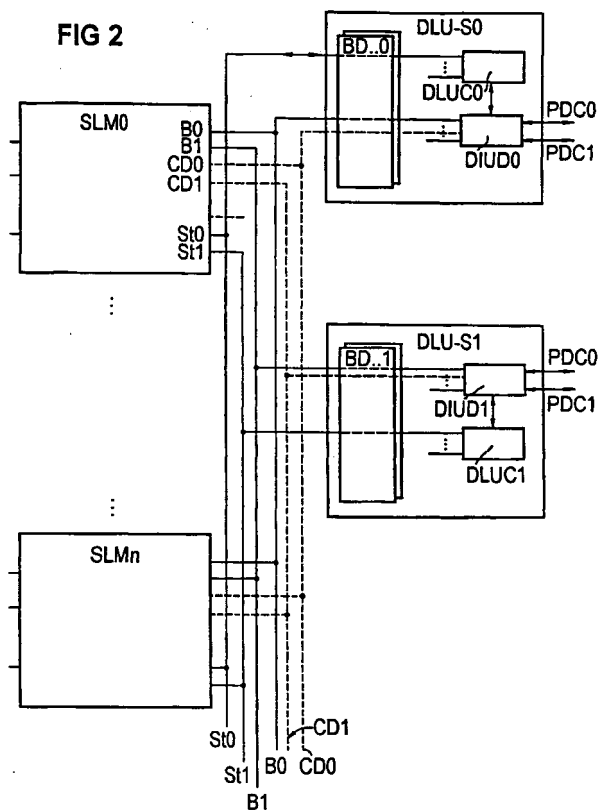 FIG 2
DLU-S0
BD..0
DLUC0
PDC0
PDC1
DIUD0
SLM0
B0
B1
CD0
CD1
St0
St1
DLU-S1
BD..1
PDC0
PDC1
DIUD1
DLUC1
SLMn
St0
St1
B1
B0
CD1
CD0